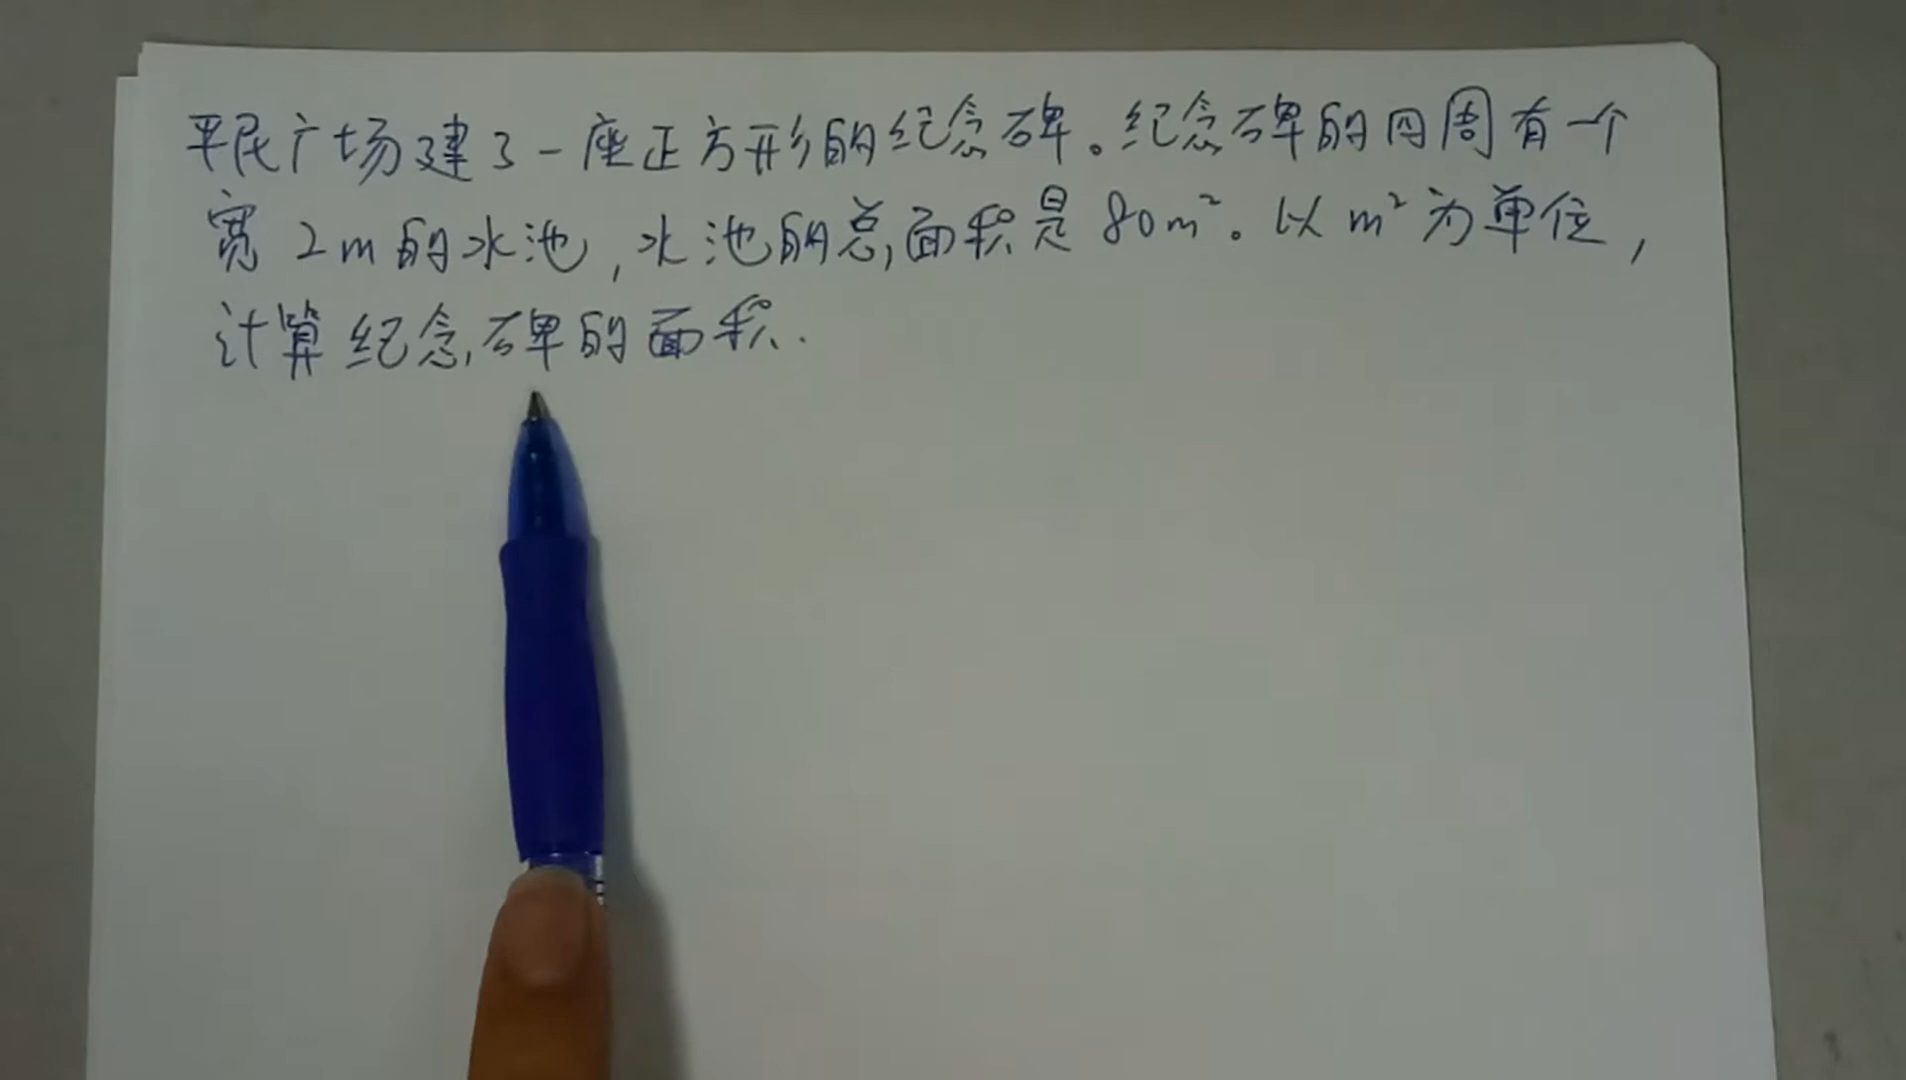 平民广场建了一座正方形的纪念碑。纪念碑的四周有一个
宽2m的水池,水池的总面积是80m²。以m²为单位,
计算纪念碑的面积.